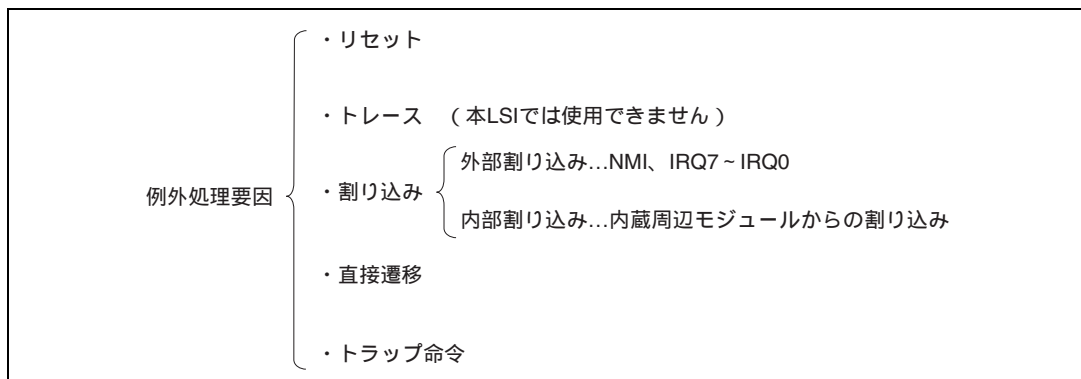 ・リセット
・トレース （本LSIでは使用できません）
外部割り込み…NMI、IRQ7～IRQ0
例外処理要因
・割り込み
内部割り込み…内蔵周辺モジュールからの割り込み
・直接遷移
・トラップ命令